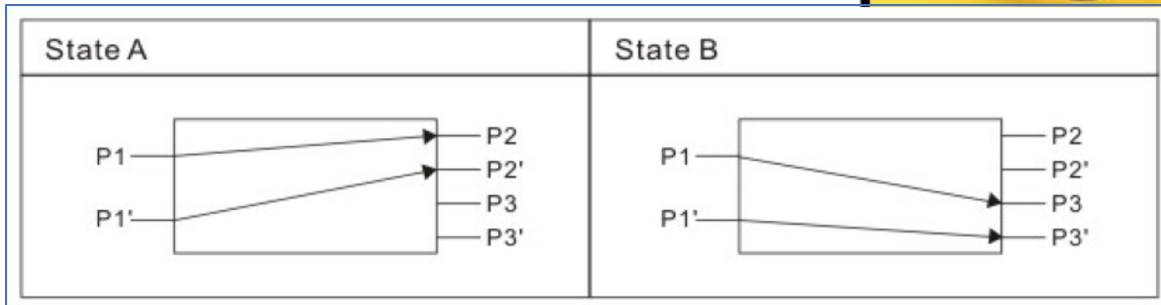 State A
State B
P1
P1'
P2
P2'
P3
P3'
P1
P1'
P2
P2'
P3
P3'